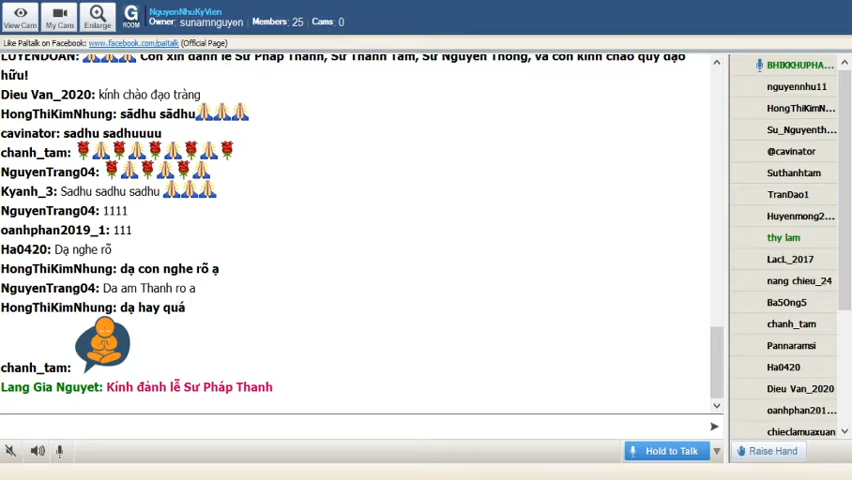 NguyenNhuKyVien
Owner: sunamnguyen Members: 25 Cams: 0
View Cam
My Cam
Enlarge
G
ROOM
Like Paltalk on Facebook: www.facebook.com/paltalk (Official Page)
LUYENDOAN: Con xin đảnh lễ Sư Pháp Thanh, Sư Thanh Tâm, Sư Nguyên Thông, và con kính chào quý đạo
hữu!
Dieu Van_2020: kính chào đạo tràng
HongThiKimNhung: sādhu sādhu
cavinator: sadhu sadhuuuu
chanh_tam:
NguyenTrang04:
Kyanh_3: Sadhu sadhu sadhu
NguyenTrang04: 1111
oanhphan2019_1: 111
Ha0420: Dạ nghe rõ
HongThiKimNhung: dạ con nghe rõ ạ
NguyenTrang04: Da am Thanh ro a
HongThiKimNhung: dạ hay quá
chanh_tam:
Lang Gia Nguyet: Kính đảnh lễ Sư Pháp Thanh
Hold to Talk
BHIKKHUPHA...
nguyennhu11
HongThiKimN...
Su_Nguyenth...
@cavinator
Suthanhtam
TranDao1
Huyenmong2...
thy lam
LacL_2017
nang chieu_24
Ba5Ong5
chanh_tam
Pannaramsi
Ha0420
Dieu Van_2020
oanhphan201...
chieclamuaxuan
Raise Hand